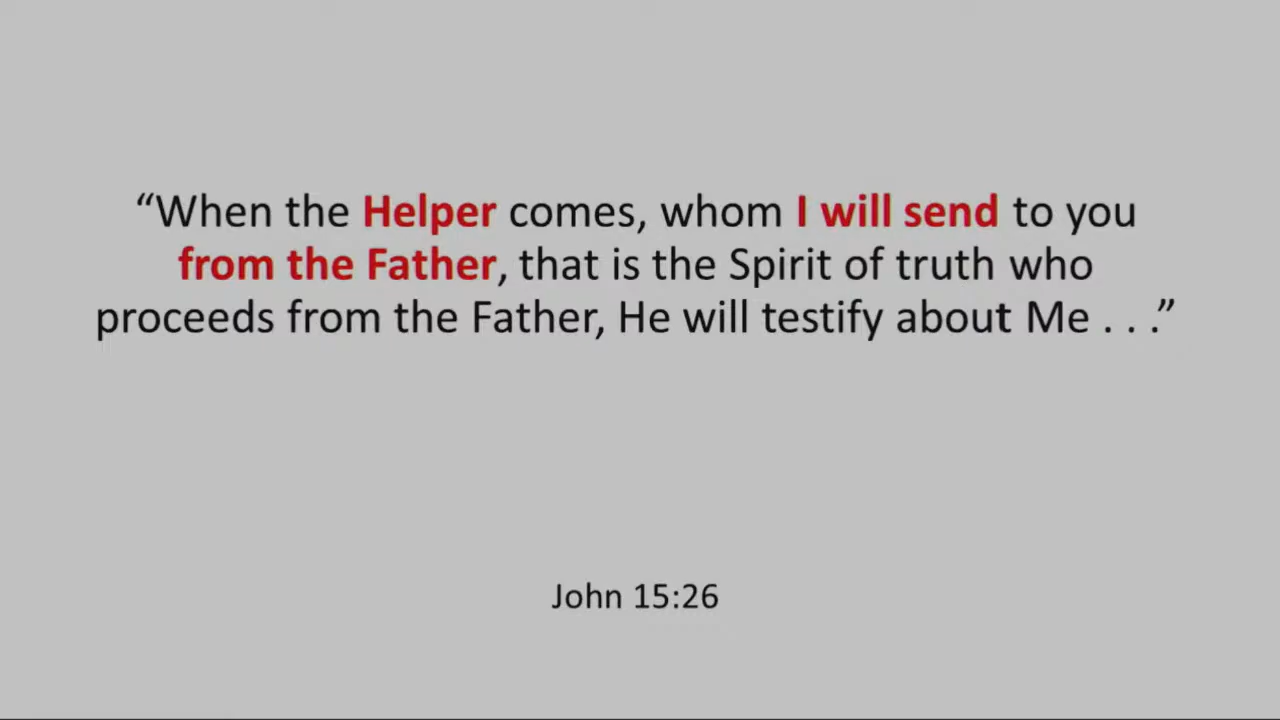 “When the Helper comes, whom I will send to you
from the Father, that is the Spirit of truth who
proceeds from the Father, He will testify about Me . . .”
John 15:26